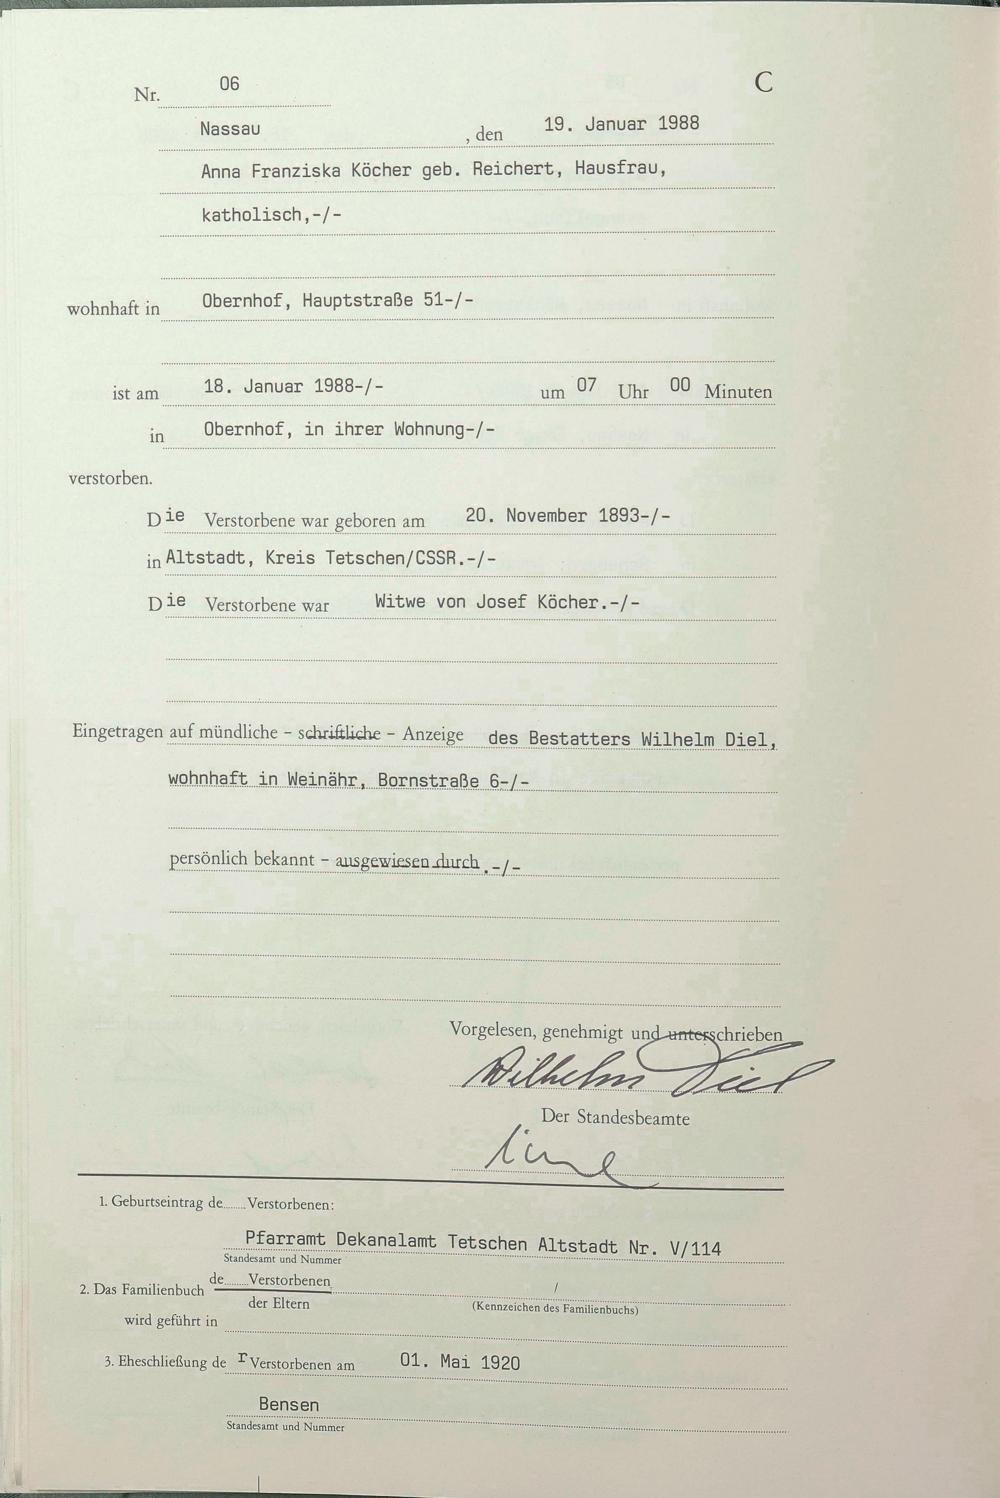 Nr. 06 C
Nassau, den 19. Januar 1988
Anna Franziska Köcher geb. Reichert, Hausfrau,
katholisch,-/-
wohnhaft in Obernhof, Hauptstraße 51-/-
ist am 18. Januar 1988-/- um 07 Uhr 00 Minuten
in Obernhof, in ihrer Wohnung-/-
verstorben.
Die Verstorbene war geboren am 20. November 1893-/-
in Altstadt, Kreis Tetschen/CSSR.-/-
Die Verstorbene war Witwe von Josef Köcher.-/-
Eingetragen auf mündliche - schriftliche - Anzeige des Bestatters Wilhelm Diel,
wohnhaft in Weinähr, Bornstraße 6-/-
persönlich bekannt - ausgewiesen durch.-/-
Vorgelesen, genehmigt und unterschrieben
Wilhelm Diel
Der Standesbeamte
1. Geburtseintrag de......Verstorbenen:
Pfarramt Dekanalamt Tetschen Altstadt Nr. V/114
Standesamt und Nummer
2. Das Familienbuch de......Verstorbenen /
der Eltern (Kennzeichen des Familienbuchs)
wird geführt in
3. Eheschließung de r Verstorbenen am 01. Mai 1920
Bensen
Standesamt und Nummer